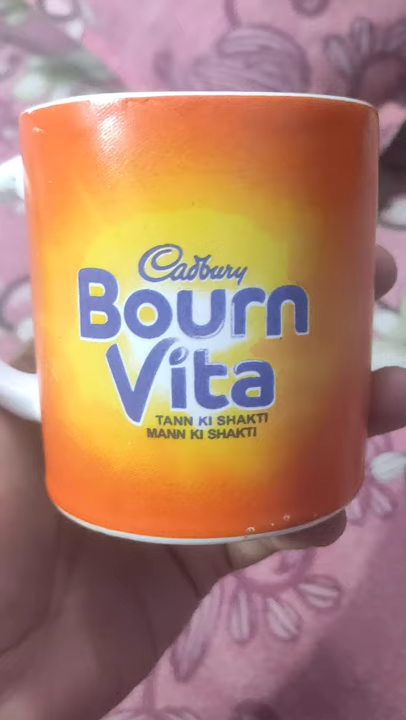 Cadbury
Bourn
Vita
TANN KI SHAKTI
MANN KI SHAKTI